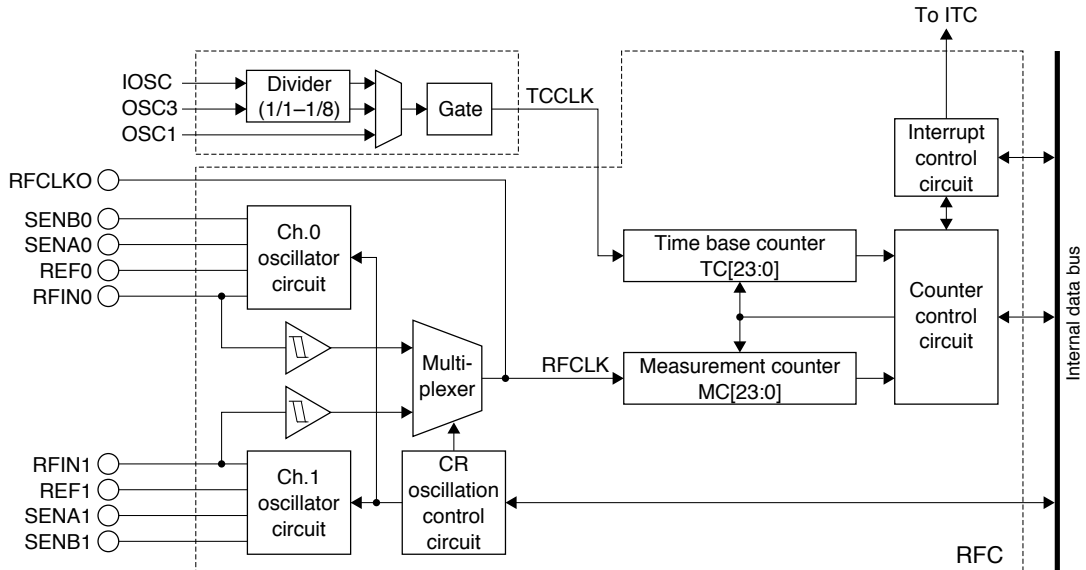 To ITC
IOSC
OSC3
OSC1
Divider
(1/1–1/8)
Gate
TCCLK
Interrupt
control
circuit
RFCLKO
SENB0
SENA0
REF0
RFIN0
Ch.0
oscillator
circuit
Time base counter
TC[23:0]
Counter
control
circuit
Internal data bus
Multi-
plexer
RFCLK
Measurement counter
MC[23:0]
RFIN1
REF1
SENA1
SENB1
Ch.1
oscillator
circuit
CR
oscillation
control
circuit
RFC